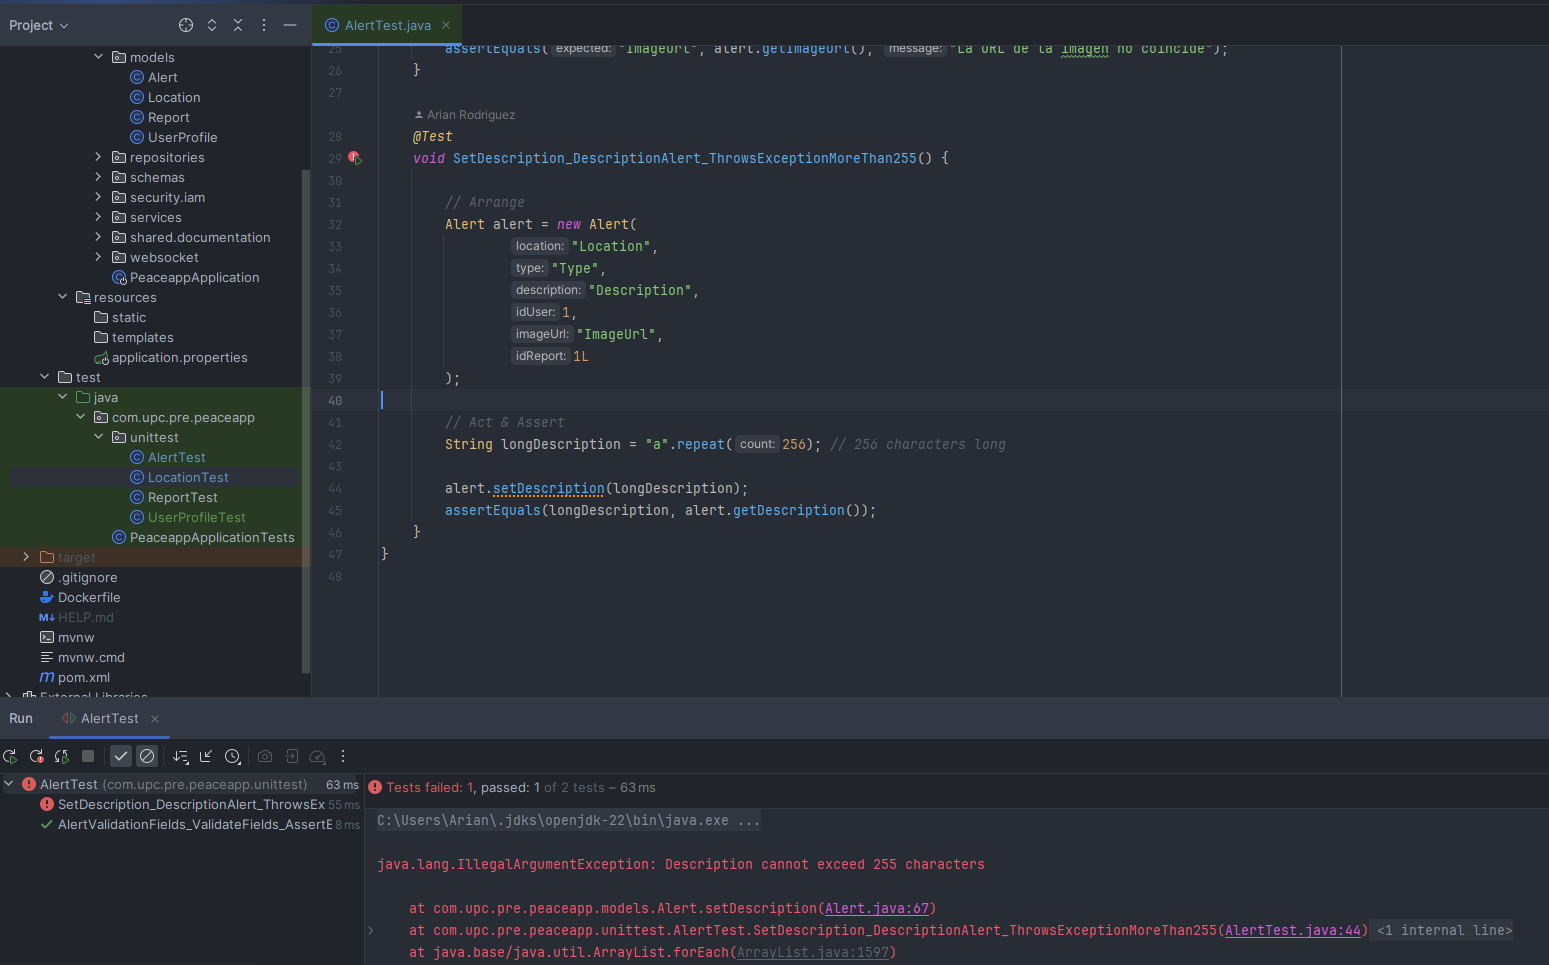 Project
AlertTest.java
models
Alert
Location
Report
UserProfile
repositories
schemas
security.iam
services
shared.documentation
websocket
PeaceappApplication
resources
static
templates
application.properties
test
java
com.upc.pre.peaceapp
unittest
AlertTest
LocationTest
ReportTest
UserProfileTest
PeaceappApplicationTests
target
.gitignore
Dockerfile
M↓ HELP.md
mvnw
mvnw.cmd
m pom.xml
External Libraries
25 assertEquals( expected: "ImageUrl", alert.getImageUrl(), message: "La URL de la imagen no coincide");
26 }
27
Arian Rodriguez
28 @Test
29 void SetDescription_DescriptionAlert_ThrowsExceptionMoreThan255() {
30
31 // Arrange
32 Alert alert = new Alert(
33 location: "Location",
34 type: "Type",
35 description: "Description",
36 idUser: 1,
37 imageUrl: "ImageUrl",
38 idReport: 1L
39 );
40
41 // Act & Assert
42 String longDescription = "a".repeat( count: 256); // 256 characters long
43
44 alert.setDescription(longDescription);
45 assertEquals(longDescription, alert.getDescription());
46 }
47 }
48
Run AlertTest
AlertTest (com.upc.pre.peaceapp.unittest) 63 ms
SetDescription_DescriptionAlert_ThrowsEx 55 ms
AlertValidationFields_ValidateFields_AssertE 8 ms
Tests failed: 1, passed: 1 of 2 tests – 63 ms
C:\Users\Arian\.jdks\openjdk-22\bin\java.exe ...
java.lang.IllegalArgumentException: Description cannot exceed 255 characters
at com.upc.pre.peaceapp.models.Alert.setDescription(Alert.java:67)
at com.upc.pre.peaceapp.unittest.AlertTest.SetDescription_DescriptionAlert_ThrowsExceptionMoreThan255(AlertTest.java:44) <1 internal line>
at java.base/java.util.ArrayList.forEach(ArrayList.java:1597)